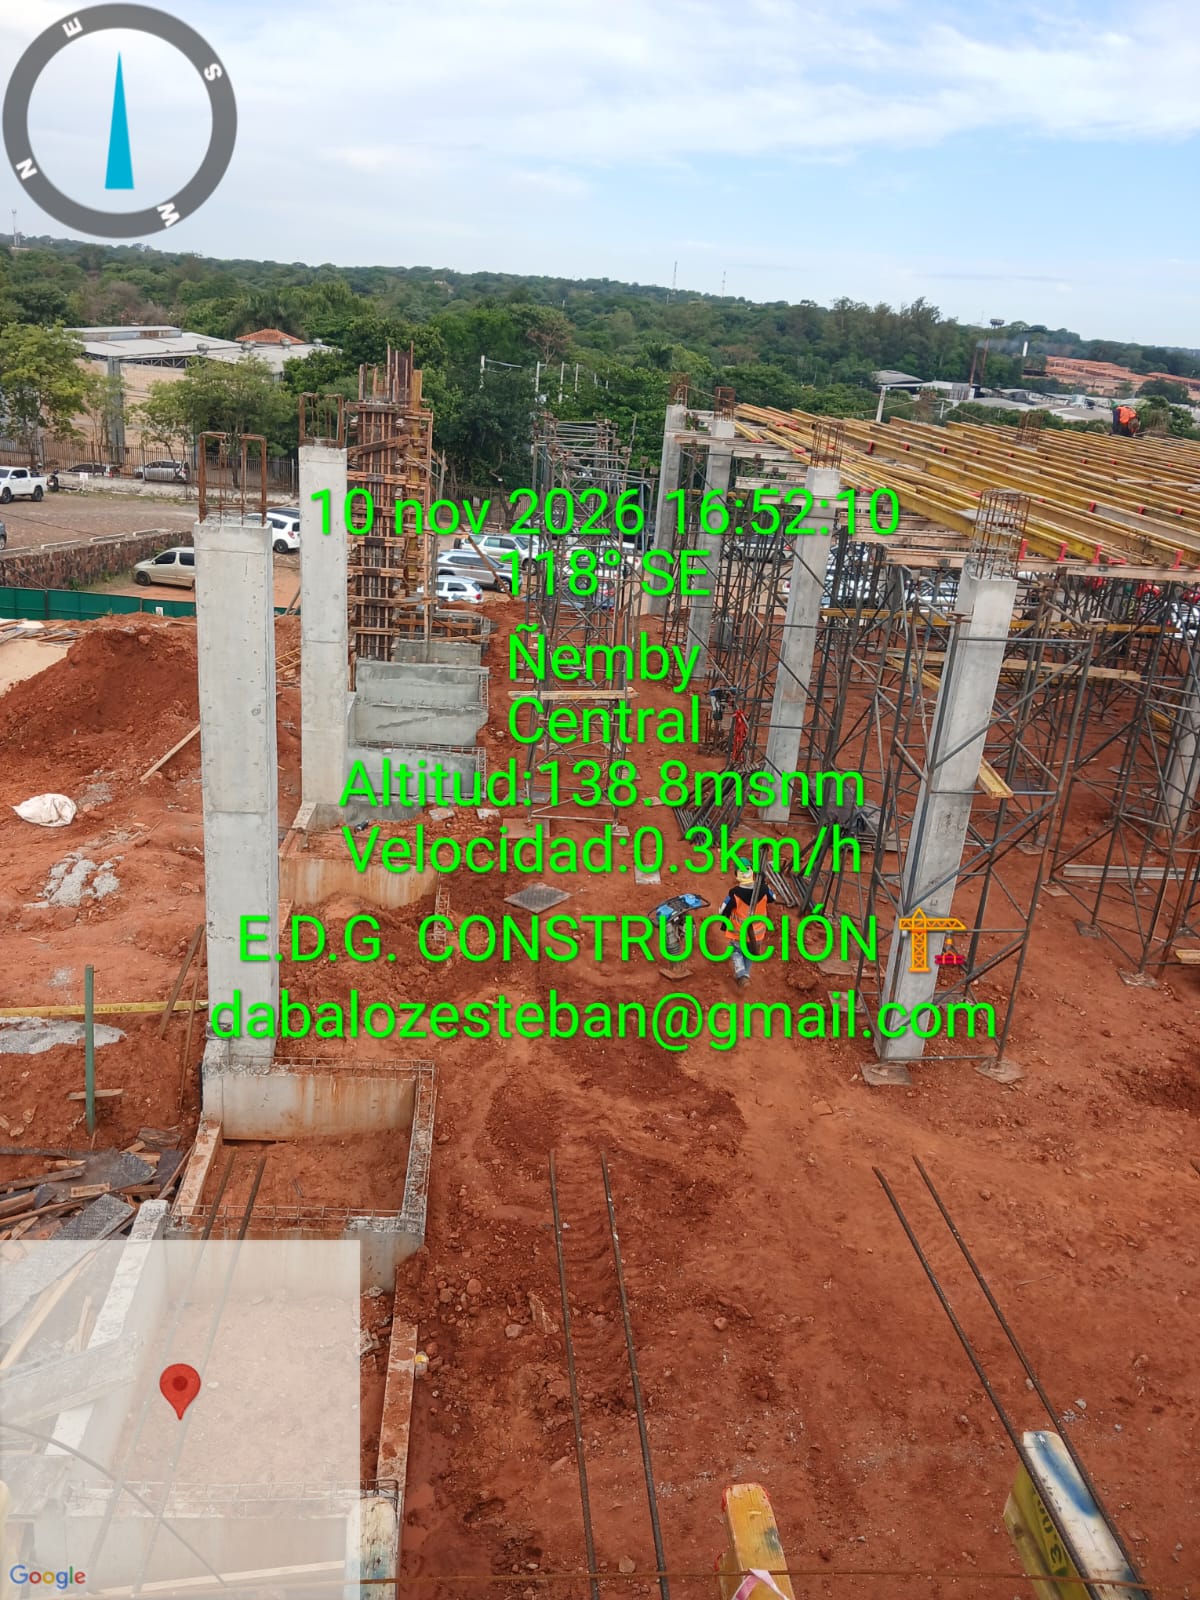 E
S
N
W
10 nov 2026 16:52:10
118° SE
Ñemby
Central
Altitud:138.8msnm
Velocidad:0.3km/h
E.D.G. CONSTRUCCIÓN 🏗
dabalozesteban@gmail.com
Google